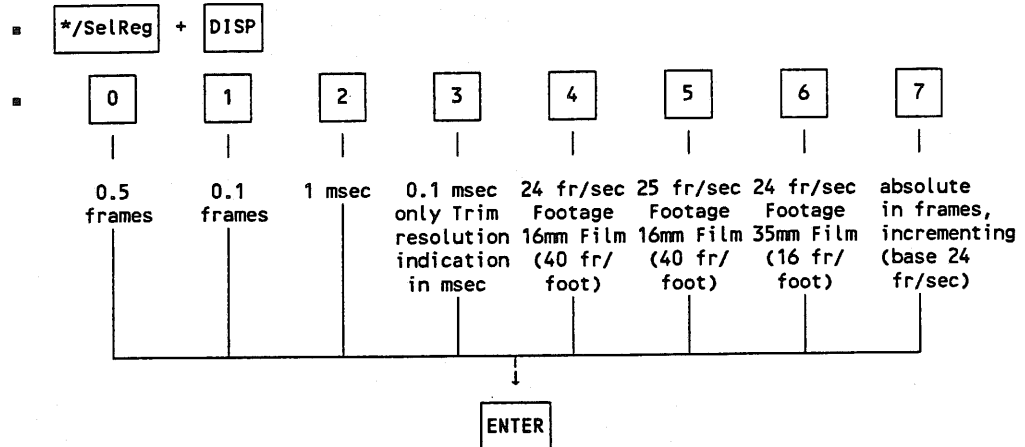 */SelReg + DISP
0 1 2 3 4 5 6 7
0.5 frames
0.1 frames
1 msec
0.1 msec
only Trim
resolution
indication
in msec
24 fr/sec
Footage
16mm Film
(40 fr/
foot)
25 fr/sec
Footage
16mm Film
(40 fr/
foot)
24 fr/sec
Footage
35mm Film
(16 fr/
foot)
absolute
in frames,
incrementing
(base 24
fr/sec)
ENTER